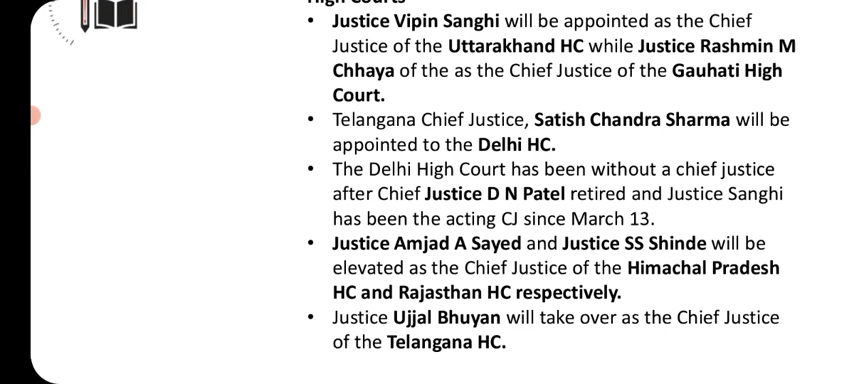 High Courts
• Justice Vipin Sanghi will be appointed as the Chief
Justice of the Uttarakhand HC while Justice Rashmin M
Chhaya of the as the Chief Justice of the Gauhati High
Court.
• Telangana Chief Justice, Satish Chandra Sharma will be
appointed to the Delhi HC.
• The Delhi High Court has been without a chief justice
after Chief Justice D N Patel retired and Justice Sanghi
has been the acting CJ since March 13.
• Justice Amjad A Sayed and Justice SS Shinde will be
elevated as the Chief Justice of the Himachal Pradesh
HC and Rajasthan HC respectively.
• Justice Ujjal Bhuyan will take over as the Chief Justice
of the Telangana HC.